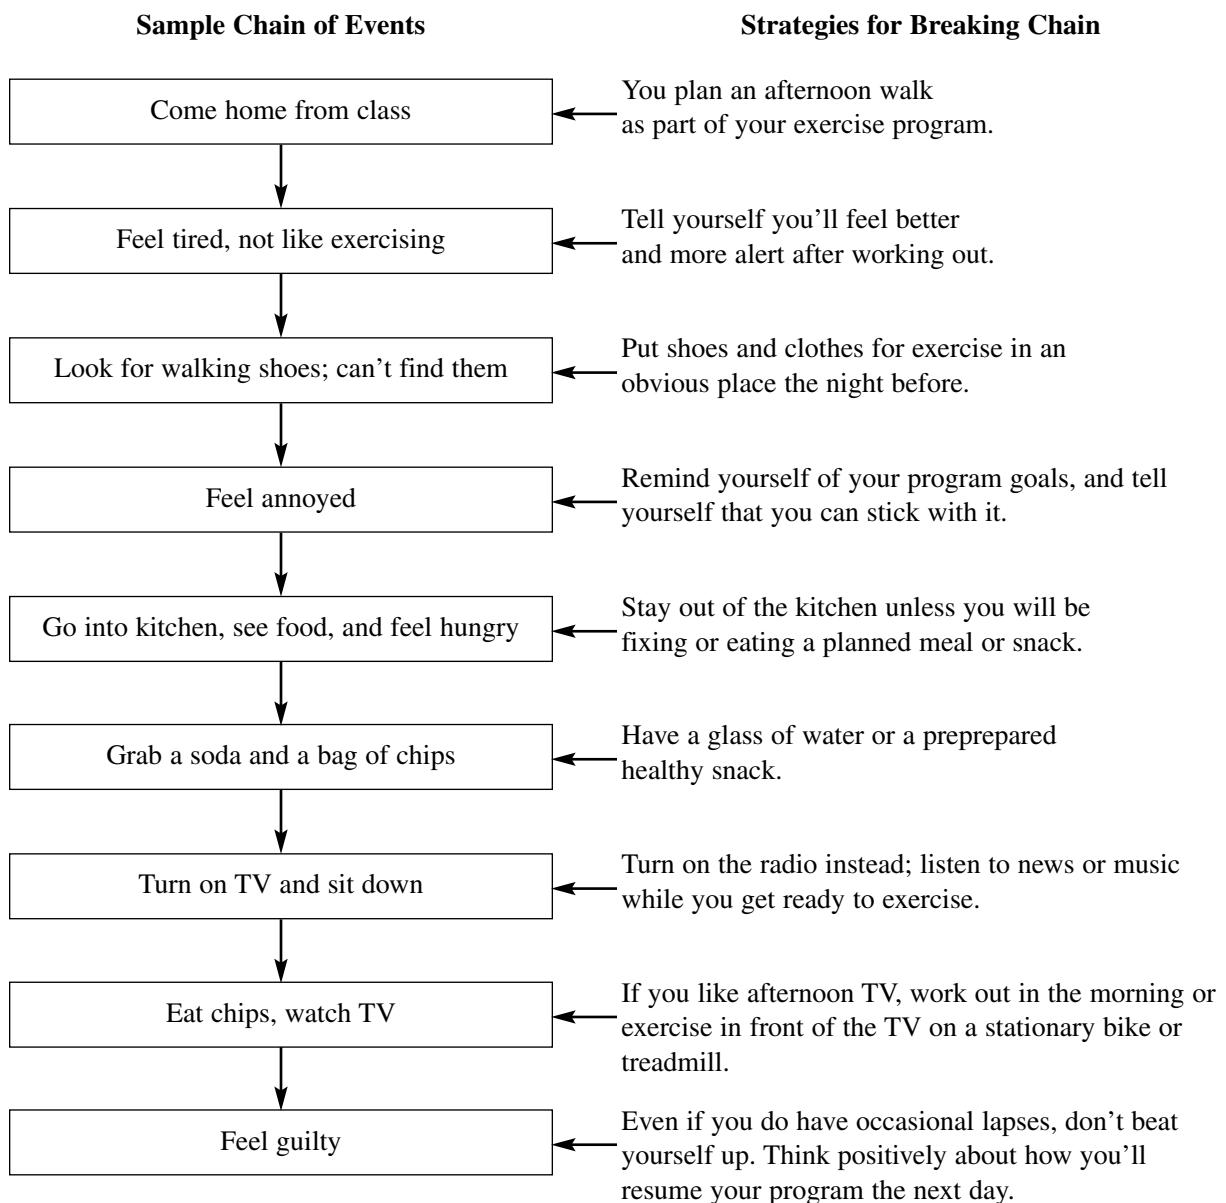 Sample Chain of Events
Strategies for Breaking Chain
Come home from class
You plan an afternoon walk
as part of your exercise program.
Feel tired, not like exercising
Tell yourself you'll feel better
and more alert after working out.
Look for walking shoes; can't find them
Put shoes and clothes for exercise in an
obvious place the night before.
Feel annoyed
Remind yourself of your program goals, and tell
yourself that you can stick with it.
Go into kitchen, see food, and feel hungry
Stay out of the kitchen unless you will be
fixing or eating a planned meal or snack.
Grab a soda and a bag of chips
Have a glass of water or a preprepared
healthy snack.
Turn on TV and sit down
Turn on the radio instead; listen to news or music
while you get ready to exercise.
Eat chips, watch TV
If you like afternoon TV, work out in the morning or
exercise in front of the TV on a stationary bike or
treadmill.
Feel guilty
Even if you do have occasional lapses, don't beat
yourself up. Think positively about how you'll
resume your program the next day.